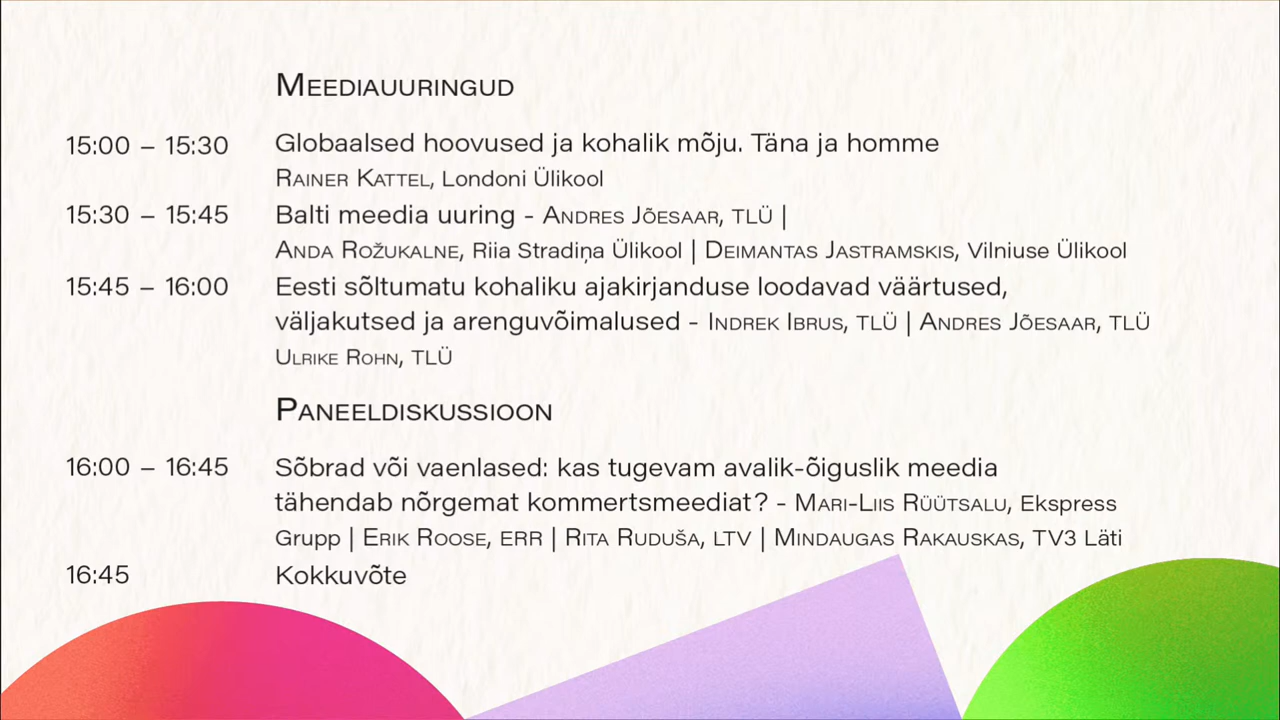 Meediauuringud
15:00 – 15:30 Globaalsed hoovused ja kohalik mõju. Täna ja homme
Rainer Kattel, Londoni Ülikool
15:30 – 15:45 Balti meedia uuring - Andres Jõesaar, TLÜ |
Anda Rožukalne, Riia Stradiņa Ülikool | Deimantas Jastramskis, Vilniuse Ülikool
15:45 – 16:00 Eesti sõltumatu kohaliku ajakirjanduse loodavad väärtused,
väljakutsed ja arenguvõimalused - Indrek Ibrus, TLÜ | Andres Jõesaar, TLÜ
Ulrike Rohn, TLÜ
Paneeldiskussioon
16:00 – 16:45 Sõbrad või vaenlased: kas tugevam avalik-õiguslik meedia
tähendab nõrgemat kommertsmeediat? - Mari-Liis Rüütsalu, Ekspress
Grupp | Erik Roose, ERR | Rita Ruduša, LTV | Mindaugas Rakauskas, TV3 Läti
16:45 Kokkuvõte